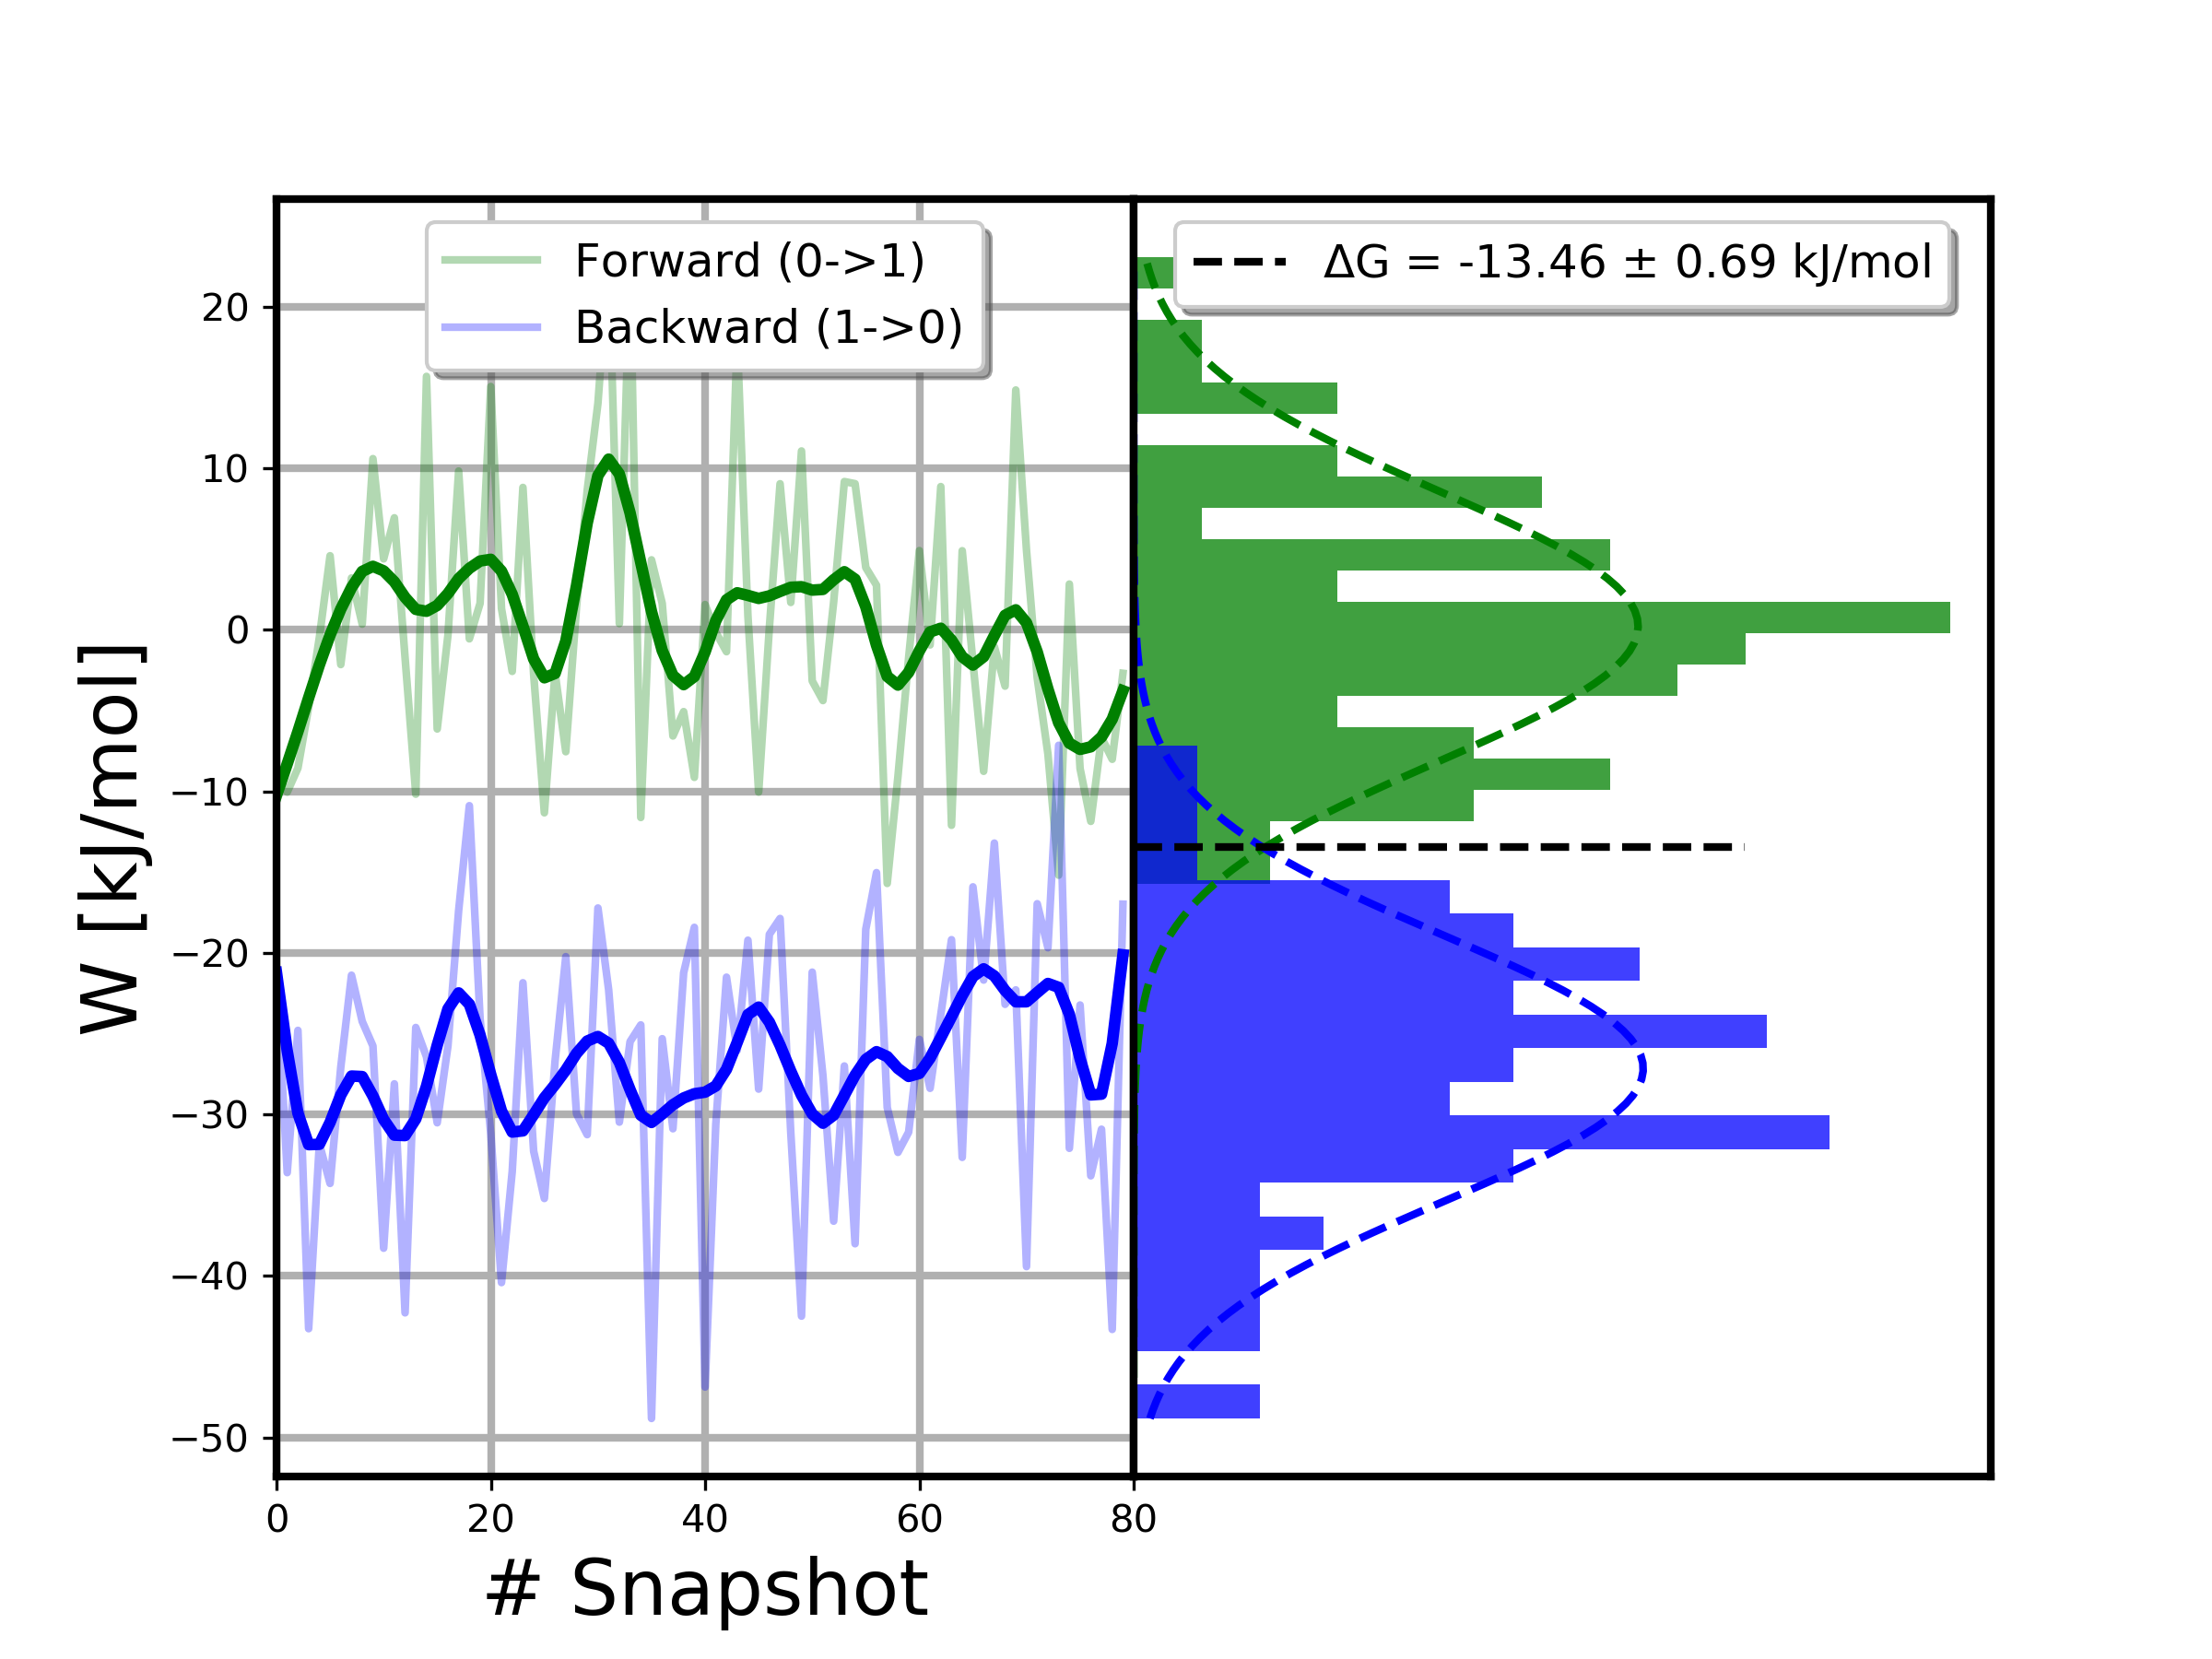 Forward (0->1)
Backward (1->0)
ΔG = -13.46 ± 0.69 kJ/mol
20
10
0
−10
−20
−30
−40
−50
W [kJ/mol]
0
20
40
60
80
# Snapshot